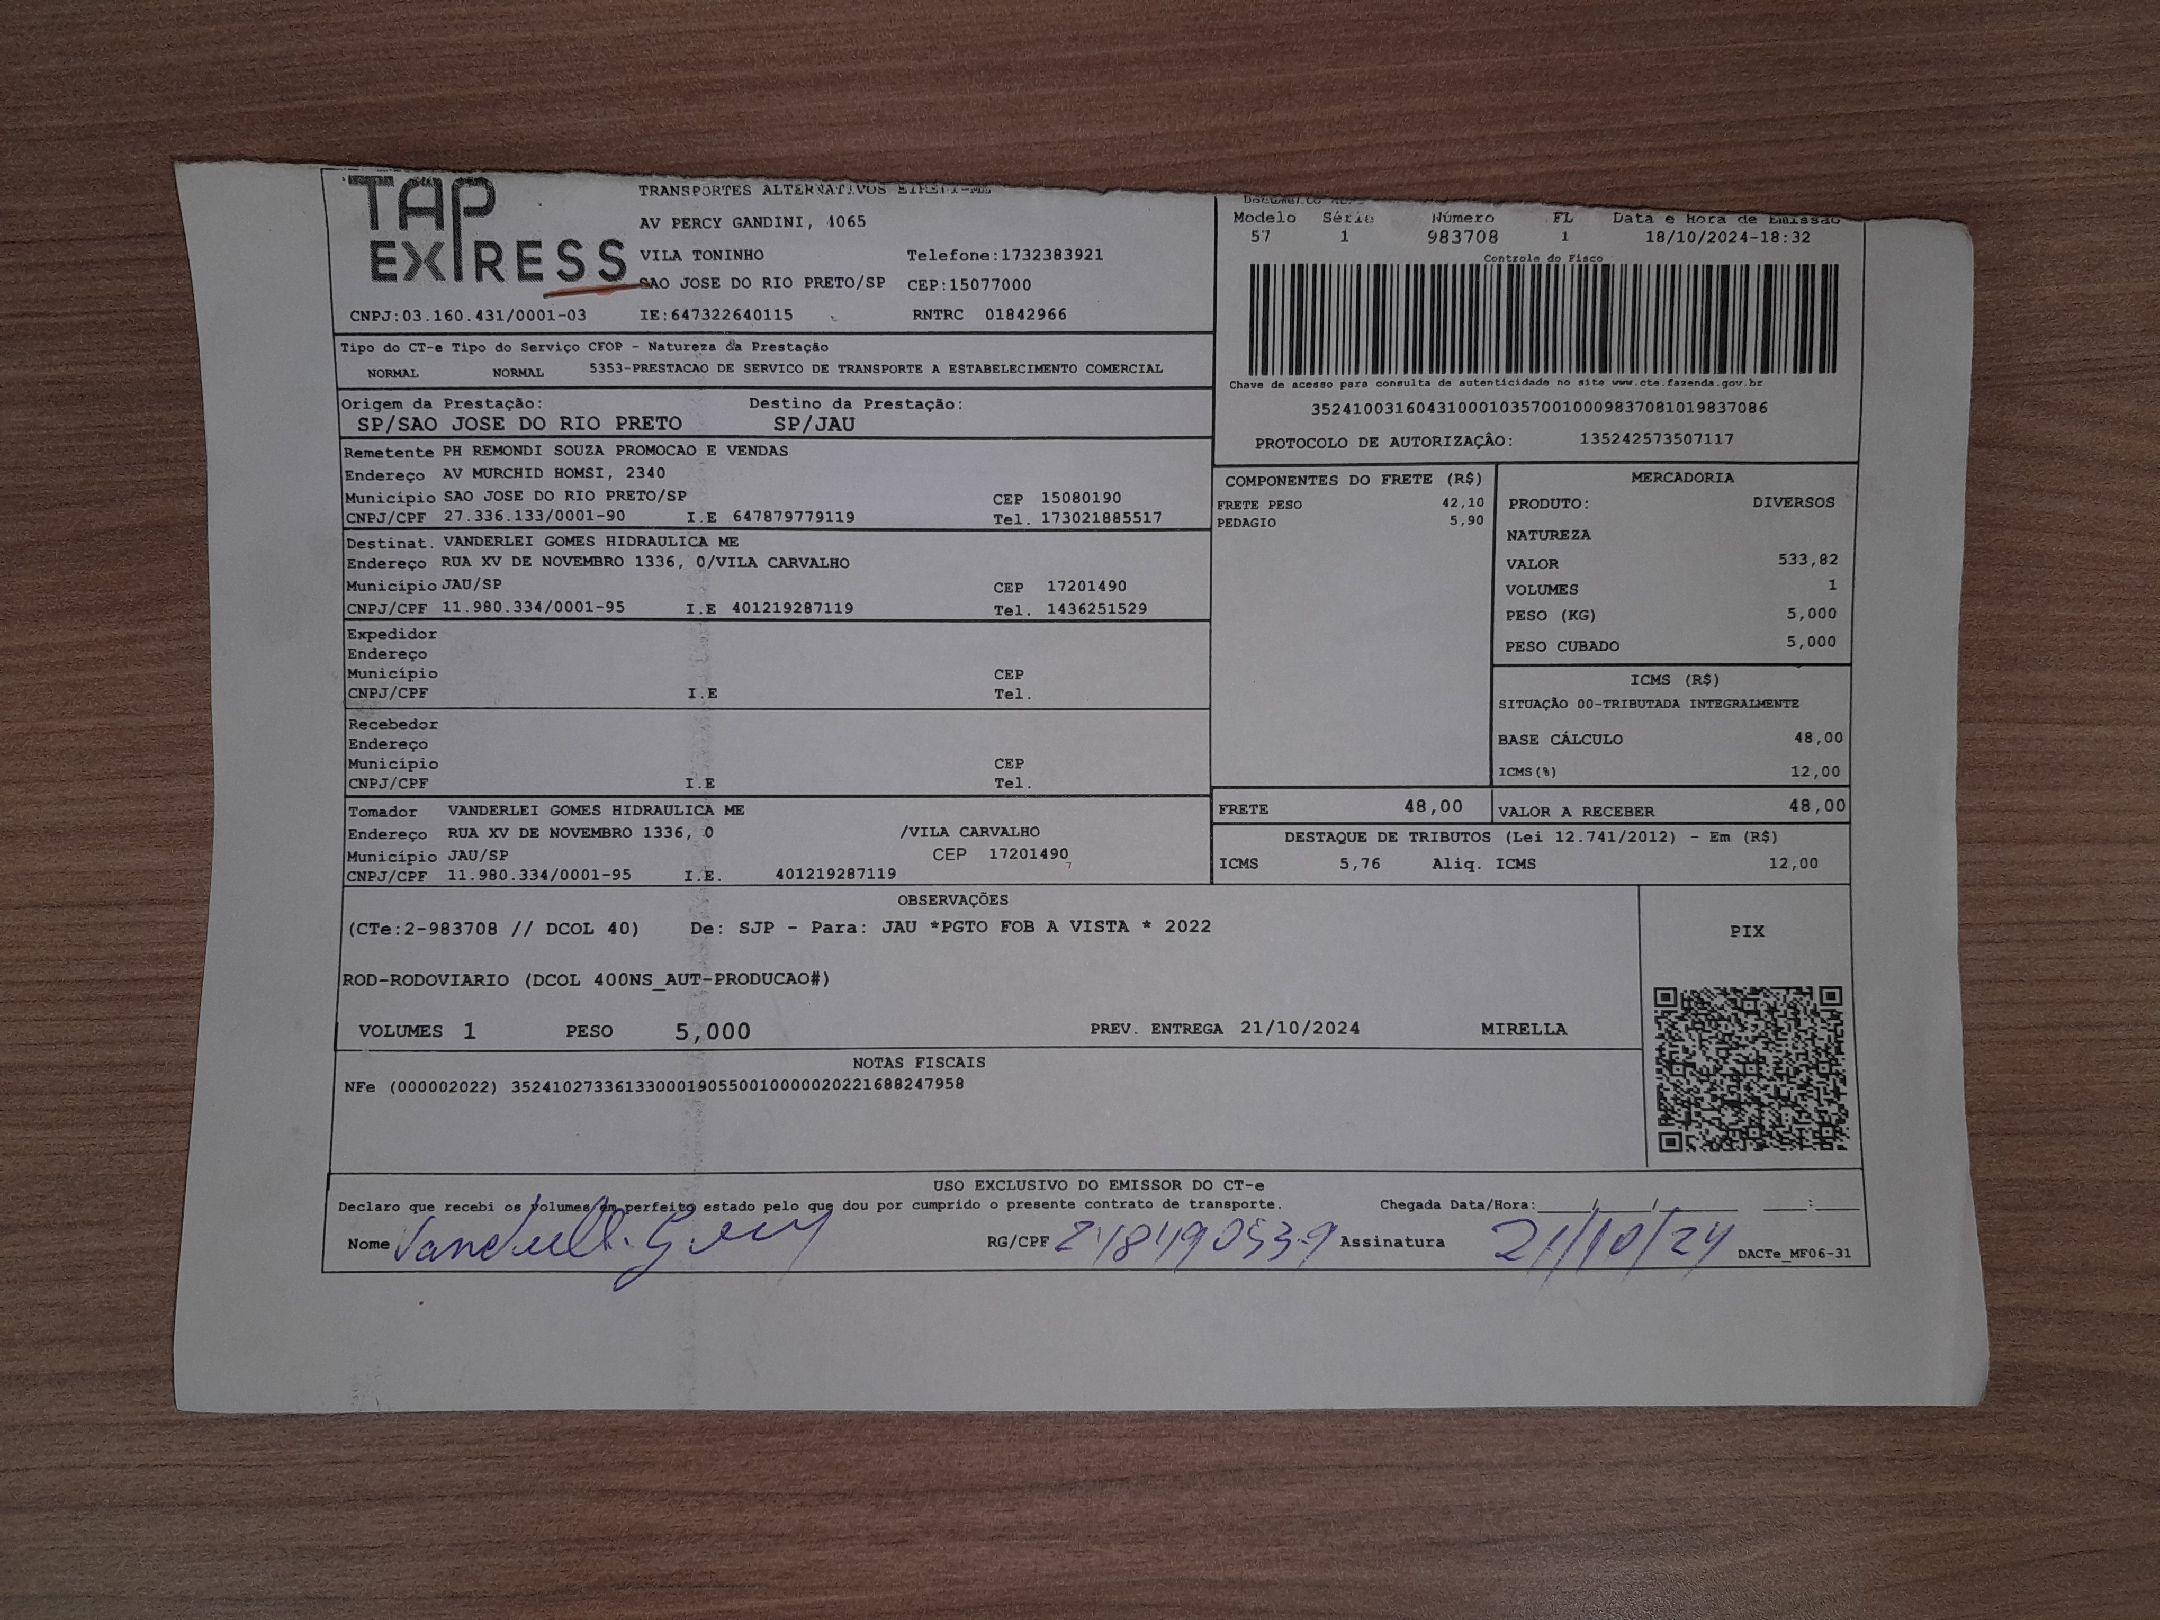 TAP
EXPRESS
TRANSPORTES ALTERNATIVOS EIRELI-ME
AV PERCY GANDINI, 4065
VILA TONINHO Telefone:1732383921
SAO JOSE DO RIO PRETO/SP CEP:15077000
CNPJ:03.160.431/0001-03 IE:647322640115 RNTRC 01842966
Modelo Série Número FL Data e Hora de Emissão
57 1 983708 1 18/10/2024-18:32
Controle do Fisco
Chave de acesso para consulta de autenticidade no site www.cte.fazenda.gov.br
35241003160431000103570010009837081019837086
PROTOCOLO DE AUTORIZAÇÂO: 135242573507117
Tipo do CT-e Tipo do Serviço CFOP - Natureza da Prestação
NORMAL NORMAL 5353-PRESTACAO DE SERVICO DE TRANSPORTE A ESTABELECIMENTO COMERCIAL
Origem da Prestação: Destino da Prestação:
SP/SAO JOSE DO RIO PRETO SP/JAU
Remetente PH REMONDI SOUZA PROMOCAO E VENDAS
Endereço AV MURCHID HOMSI, 2340
Município SAO JOSE DO RIO PRETO/SP CEP 15080190
CNPJ/CPF 27.336.133/0001-90 I.E 647879779119 Tel. 173021885517
Destinat. VANDERLEI GOMES HIDRAULICA ME
Endereço RUA XV DE NOVEMBRO 1336, 0/VILA CARVALHO
Município JAU/SP CEP 17201490
CNPJ/CPF 11.980.334/0001-95 I.E 401219287119 Tel. 1436251529
Expedidor
Endereço
Município CEP
CNPJ/CPF I.E Tel.
Recebedor
Endereço
Município CEP
CNPJ/CPF I.E Tel.
Tomador VANDERLEI GOMES HIDRAULICA ME
Endereço RUA XV DE NOVEMBRO 1336, 0 /VILA CARVALHO
Município JAU/SP CEP 17201490
CNPJ/CPF 11.980.334/0001-95 I.E. 401219287119
COMPONENTES DO FRETE (R$)
FRETE PESO 42,10
PEDAGIO 5,90
MERCADORIA
PRODUTO: DIVERSOS
NATUREZA
VALOR 533,82
VOLUMES 1
PESO (KG) 5,000
PESO CUBADO 5,000
ICMS (R$)
SITUAÇÃO 00-TRIBUTADA INTEGRALMENTE
BASE CÁLCULO 48,00
ICMS(%) 12,00
FRETE 48,00 VALOR A RECEBER 48,00
DESTAQUE DE TRIBUTOS (Lei 12.741/2012) - Em (R$)
ICMS 5,76 Aliq. ICMS 12,00
OBSERVAÇÕES
(CTe:2-983708 // DCOL 40) De: SJP - Para: JAU *PGTO FOB A VISTA * 2022
ROD-RODOVIARIO (DCOL 400NS_AUT-PRODUCAO#)
VOLUMES 1 PESO 5,000 PREV. ENTREGA 21/10/2024 MIRELLA
PIX
NOTAS FISCAIS
NFe (000002022) 35241027336133000190550010000020221688247958
USO EXCLUSIVO DO EMISSOR DO CT-e
Declaro que recebi os volumes em perfeito estado pelo que dou por cumprido o presente contrato de transporte. Chegada Data/Hora:____/____/____ ____:____
Nome RG/CPF Assinatura 21/10/24 DACTe_MF06-31